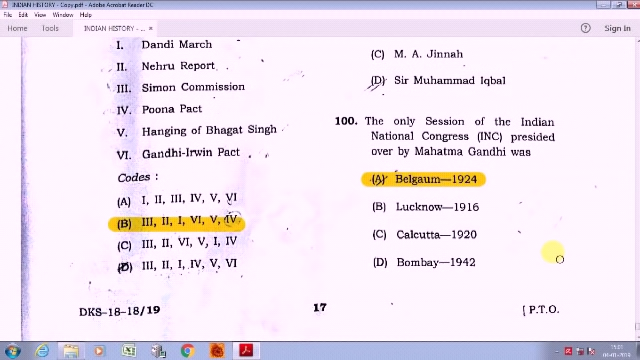 INDIAN HISTORY - Copy.pdf - Adobe Acrobat Reader DC
File Edit View Window Help
Home Tools INDIAN HISTORY - ... × Sign In
I. Dandi March
II. Nehru Report
III. Simon Commission
IV. Poona Pact
V. Hanging of Bhagat Singh
VI. Gandhi-Irwin Pact
Codes :
(A) I, II, III, IV, V, VI
(B) III, II, I, VI, V, IV
(C) III, II, VI, V, I, IV
(D) III, II, I, IV, V, VI
DKS-18-18/19
(C) M. A. Jinnah
(D) Sir Muhammad Iqbal
100. The only Session of the Indian
National Congress (INC) presided
over by Mahatma Gandhi was
(A) Belgaum—1924
(B) Lucknow—1916
(C) Calcutta—1920
(D) Bombay—1942
17
[ P.T.O.